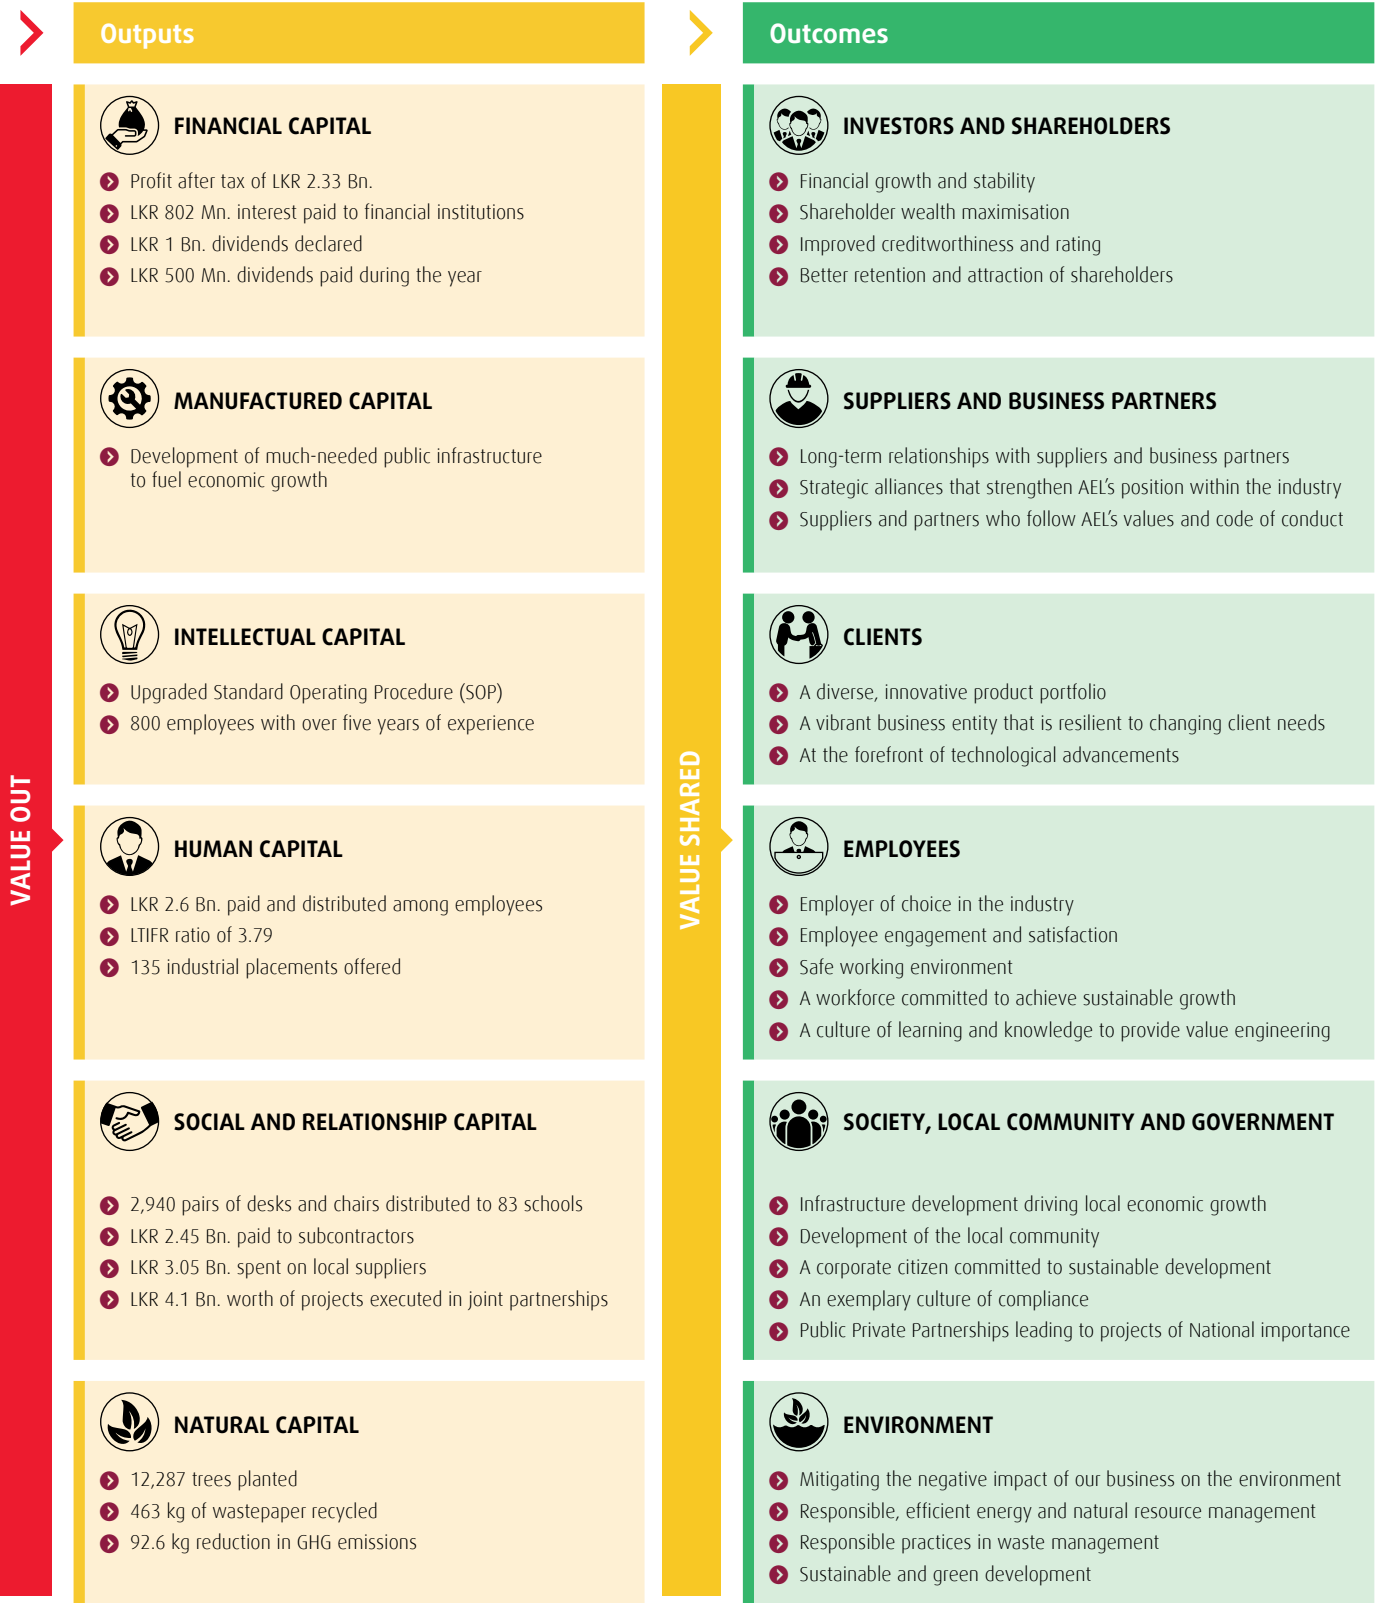 Outputs
VALUE OUT
FINANCIAL CAPITAL
Profit after tax of LKR 2.33 Bn.
LKR 802 Mn. interest paid to financial institutions
LKR 1 Bn. dividends declared
LKR 500 Mn. dividends paid during the year
MANUFACTURED CAPITAL
Development of much-needed public infrastructure
to fuel economic growth
INTELLECTUAL CAPITAL
Upgraded Standard Operating Procedure (SOP)
800 employees with over five years of experience
HUMAN CAPITAL
LKR 2.6 Bn. paid and distributed among employees
LTIFR ratio of 3.79
135 industrial placements offered
SOCIAL AND RELATIONSHIP CAPITAL
2,940 pairs of desks and chairs distributed to 83 schools
LKR 2.45 Bn. paid to subcontractors
LKR 3.05 Bn. spent on local suppliers
LKR 4.1 Bn. worth of projects executed in joint partnerships
NATURAL CAPITAL
12,287 trees planted
463 kg of wastepaper recycled
92.6 kg reduction in GHG emissions
Outcomes
VALUE SHARED
INVESTORS AND SHAREHOLDERS
Financial growth and stability
Shareholder wealth maximisation
Improved creditworthiness and rating
Better retention and attraction of shareholders
SUPPLIERS AND BUSINESS PARTNERS
Long-term relationships with suppliers and business partners
Strategic alliances that strengthen AEL’s position within the industry
Suppliers and partners who follow AEL’s values and code of conduct
CLIENTS
A diverse, innovative product portfolio
A vibrant business entity that is resilient to changing client needs
At the forefront of technological advancements
EMPLOYEES
Employer of choice in the industry
Employee engagement and satisfaction
Safe working environment
A workforce committed to achieve sustainable growth
A culture of learning and knowledge to provide value engineering
SOCIETY, LOCAL COMMUNITY AND GOVERNMENT
Infrastructure development driving local economic growth
Development of the local community
A corporate citizen committed to sustainable development
An exemplary culture of compliance
Public Private Partnerships leading to projects of National importance
ENVIRONMENT
Mitigating the negative impact of our business on the environment
Responsible, efficient energy and natural resource management
Responsible practices in waste management
Sustainable and green development